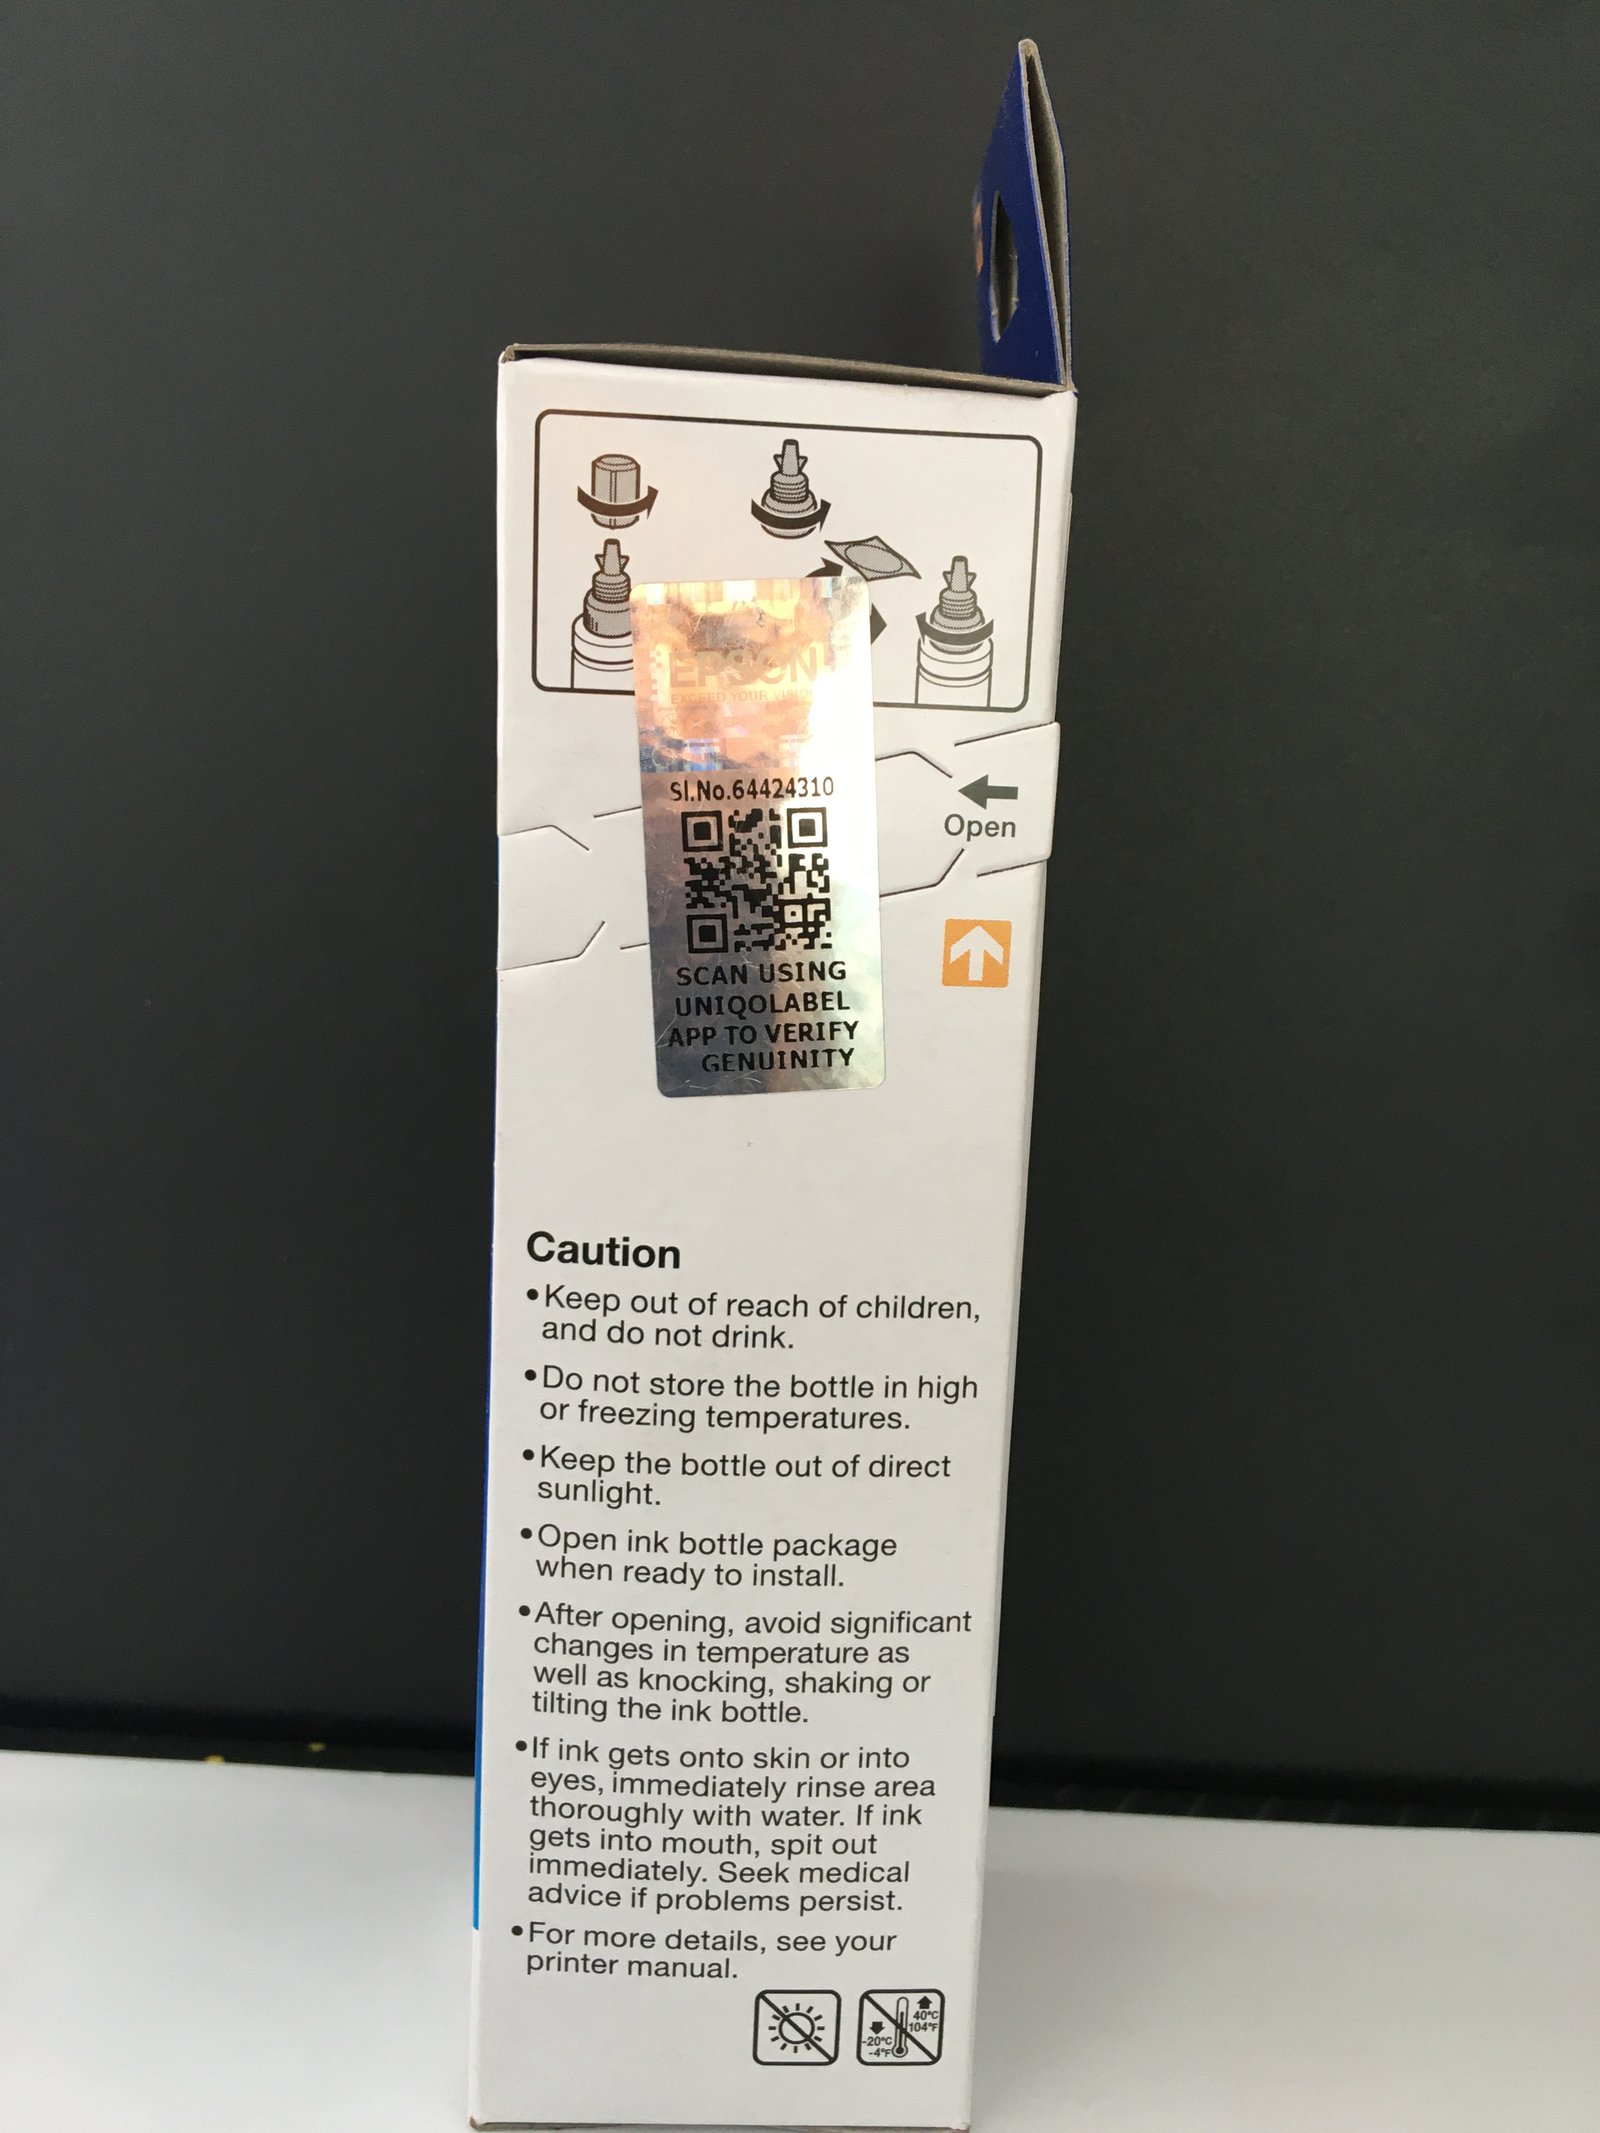 EPSON
EXCEED YOUR VISION
Sl.No.64424310
SCAN USING
UNIQOLABEL
APP TO VERIFY
GENUINITY
Open
Caution
•Keep out of reach of children,
and do not drink.
•Do not store the bottle in high
or freezing temperatures.
•Keep the bottle out of direct
sunlight.
•Open ink bottle package
when ready to install.
•After opening, avoid significant
changes in temperature as
well as knocking, shaking or
tilting the ink bottle.
•If ink gets onto skin or into
eyes, immediately rinse area
thoroughly with water. If ink
gets into mouth, spit out
immediately. Seek medical
advice if problems persist.
•For more details, see your
printer manual.
40°C
104°F
-20°C
-4°F